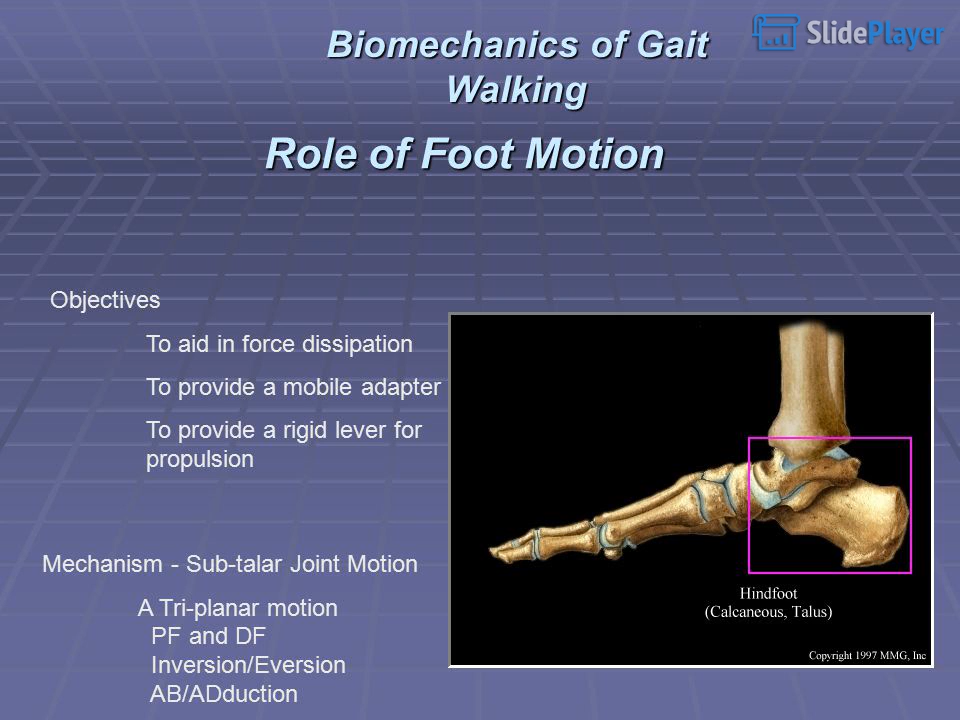 Biomechanics of Gait
Walking
SlidePlayer
Role of Foot Motion
Objectives
To aid in force dissipation
To provide a mobile adapter
To provide a rigid lever for
propulsion
Mechanism - Sub-talar Joint Motion
A Tri-planar motion
PF and DF
Inversion/Eversion
AB/ADduction
Hindfoot
(Calcaneous, Talus)
Copyright 1997 MMG, Inc